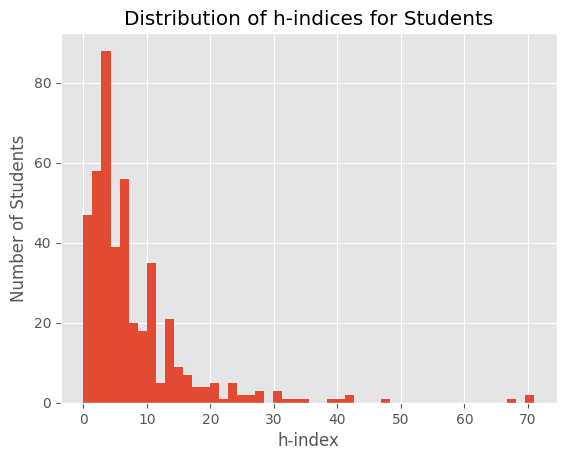 Distribution of h-indices for Students
Number of Students
80
60
40
20
0
0 10 20 30 40 50 60 70
h-index